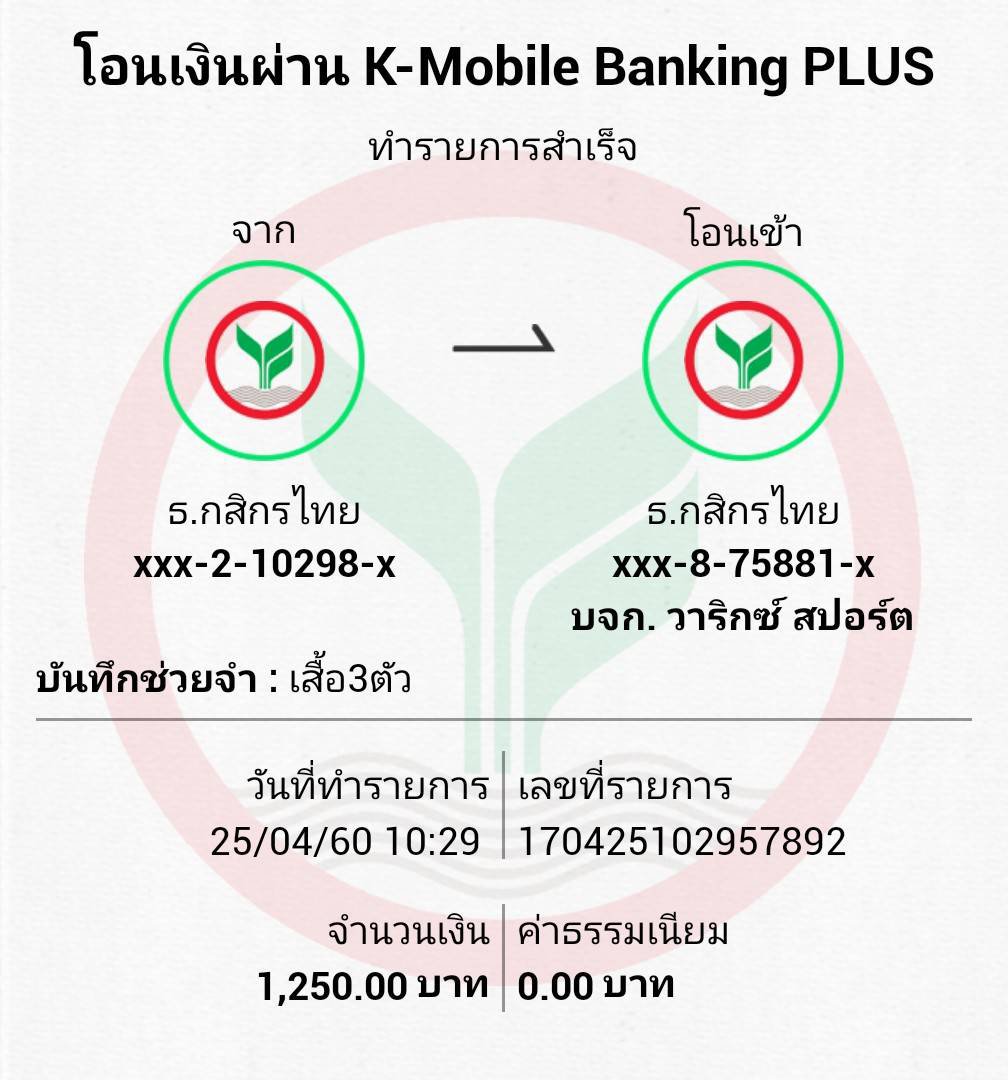 โอนเงินผ่าน K-Mobile Banking PLUS
ทำรายการสำเร็จ
จาก
โอนเข้า
ธ.กสิกรไทย
xxx-2-10298-x
ธ.กสิกรไทย
xxx-8-75881-x
บจก. วาริกซ์ สปอร์ต
บันทึกช่วยจำ : เสื้อ3ตัว
วันที่ทำรายการ
25/04/60 10:29
เลขที่รายการ
170425102957892
จำนวนเงิน
1,250.00 บาท
ค่าธรรมเนียม
0.00 บาท